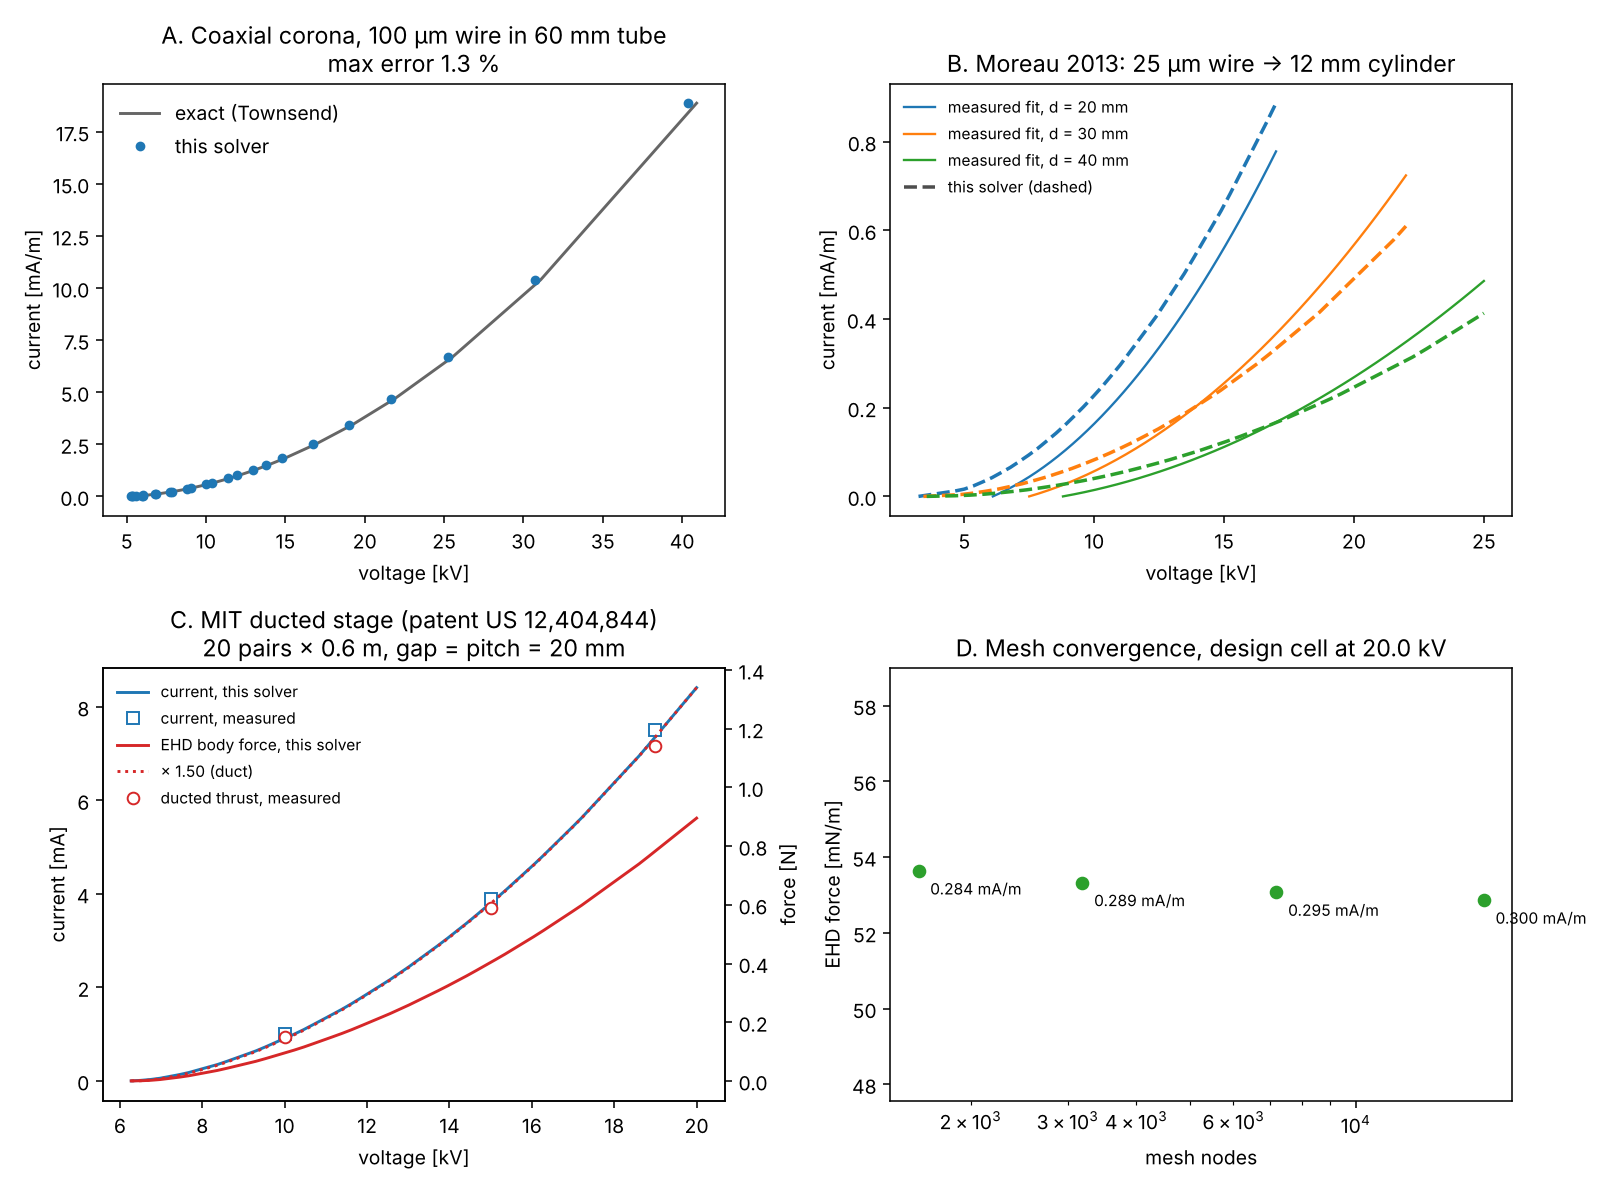 A. Coaxial corona, 100 µm wire in 60 mm tube
max error 1.3 %
exact (Townsend)
this solver
17.5
15.0
12.5
10.0
7.5
5.0
2.5
0.0
current [mA/m]
5 10 15 20 25 30 35 40
voltage [kV]
B. Moreau 2013: 25 µm wire → 12 mm cylinder
measured fit, d = 20 mm
measured fit, d = 30 mm
measured fit, d = 40 mm
this solver (dashed)
0.8
0.6
0.4
0.2
0.0
current [mA/m]
5 10 15 20 25
voltage [kV]
C. MIT ducted stage (patent US 12,404,844)
20 pairs × 0.6 m, gap = pitch = 20 mm
current, this solver
current, measured
EHD body force, this solver
× 1.50 (duct)
ducted thrust, measured
8
6
4
2
0
current [mA]
1.4
1.2
1.0
0.8
0.6
0.4
0.2
0.0
force [N]
6 8 10 12 14 16 18 20
voltage [kV]
D. Mesh convergence, design cell at 20.0 kV
58
56
54
52
50
48
EHD force [mN/m]
0.284 mA/m
0.289 mA/m
0.295 mA/m
0.300 mA/m
2 × 10³ 3 × 10³ 4 × 10³ 6 × 10³ 10⁴
mesh nodes